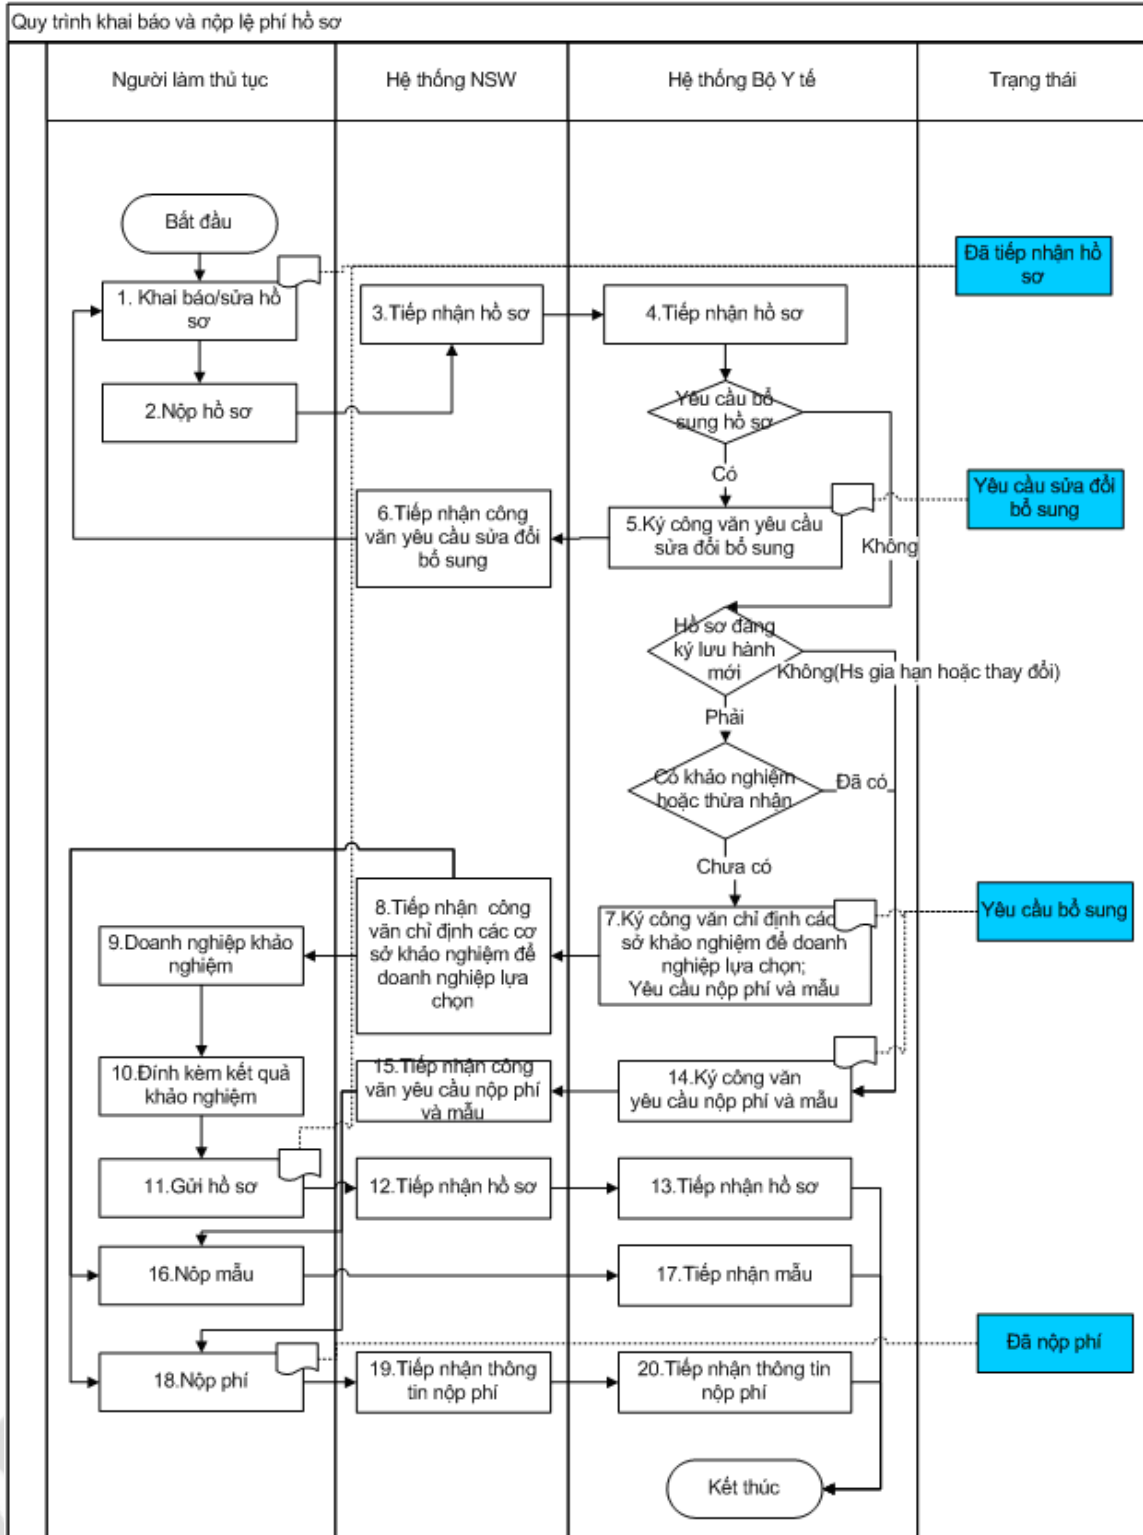 Quy trình khai báo và nộp lệ phí hồ sơ
Người làm thủ tục
Hệ thống NSW
Hệ thống Bộ Y tế
Trạng thái
Bắt đầu
Đã tiếp nhận hồ
sơ
1. Khai báo/sửa hồ
sơ
3.Tiếp nhận hồ sơ
4.Tiếp nhận hồ sơ
2.Nộp hồ sơ
Yêu cầu bổ
sung hồ sơ
Có
Không
6.Tiếp nhận công
văn yêu cầu sửa đổi
bổ sung
5.Ký công văn yêu cầu
sửa đổi bổ sung
Yêu cầu sửa đổi
bổ sung
Hồ sơ đăng
ký lưu hành
mới
Không(Hs gia hạn hoặc thay đổi)
Phải
Có khảo nghiệm
hoặc thừa nhận
Đã có
Chưa có
9.Doanh nghiệp khảo
nghiệm
8.Tiếp nhận công
văn chỉ định các cơ
sở khảo nghiệm để
doanh nghiệp lựa
chọn
7.Ký công văn chỉ định các
sở khảo nghiệm để doanh
nghiệp lựa chọn;
Yêu cầu nộp phí và mẫu
Yêu cầu bổ sung
10.Đính kèm kết quả
khảo nghiệm
15.Tiếp nhận công
văn yêu cầu nộp phí
và mẫu
14.Ký công văn
yêu cầu nộp phí và mẫu
11.Gửi hồ sơ
12.Tiếp nhận hồ sơ
13.Tiếp nhận hồ sơ
16.Nộp mẫu
17.Tiếp nhận mẫu
18.Nộp phí
19.Tiếp nhận thông
tin nộp phí
20.Tiếp nhận thông tin
nộp phí
Đã nộp phí
Kết thúc